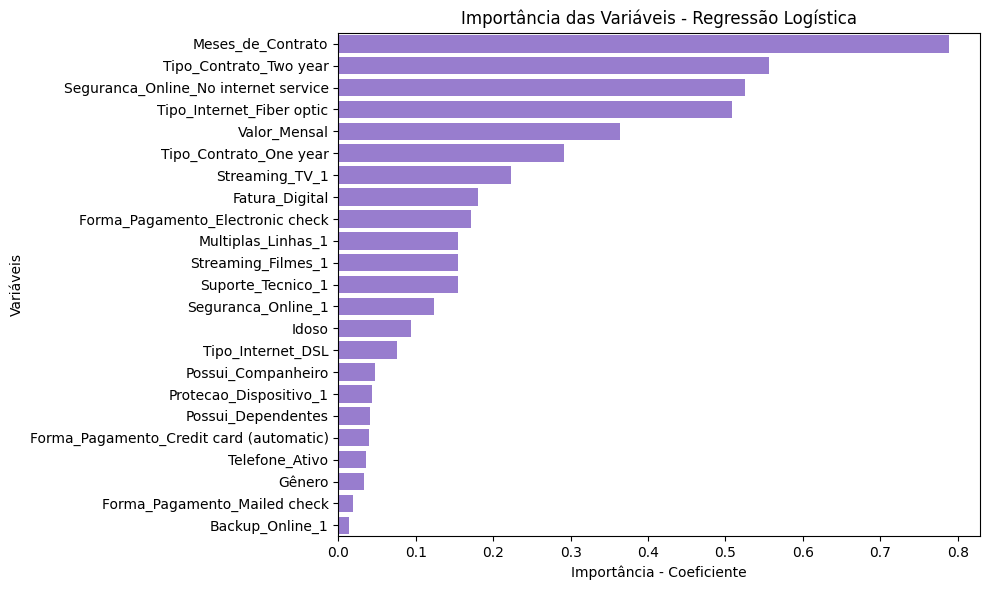 Importância das Variáveis - Regressão Logística
Variáveis
Meses_de_Contrato
Tipo_Contrato_Two year
Seguranca_Online_No internet service
Tipo_Internet_Fiber optic
Valor_Mensal
Tipo_Contrato_One year
Streaming_TV_1
Fatura_Digital
Forma_Pagamento_Electronic check
Multiplas_Linhas_1
Streaming_Filmes_1
Suporte_Tecnico_1
Seguranca_Online_1
Idoso
Tipo_Internet_DSL
Possui_Companheiro
Protecao_Dispositivo_1
Possui_Dependentes
Forma_Pagamento_Credit card (automatic)
Telefone_Ativo
Gênero
Forma_Pagamento_Mailed check
Backup_Online_1
0.0 0.1 0.2 0.3 0.4 0.5 0.6 0.7 0.8
Importância - Coeficiente